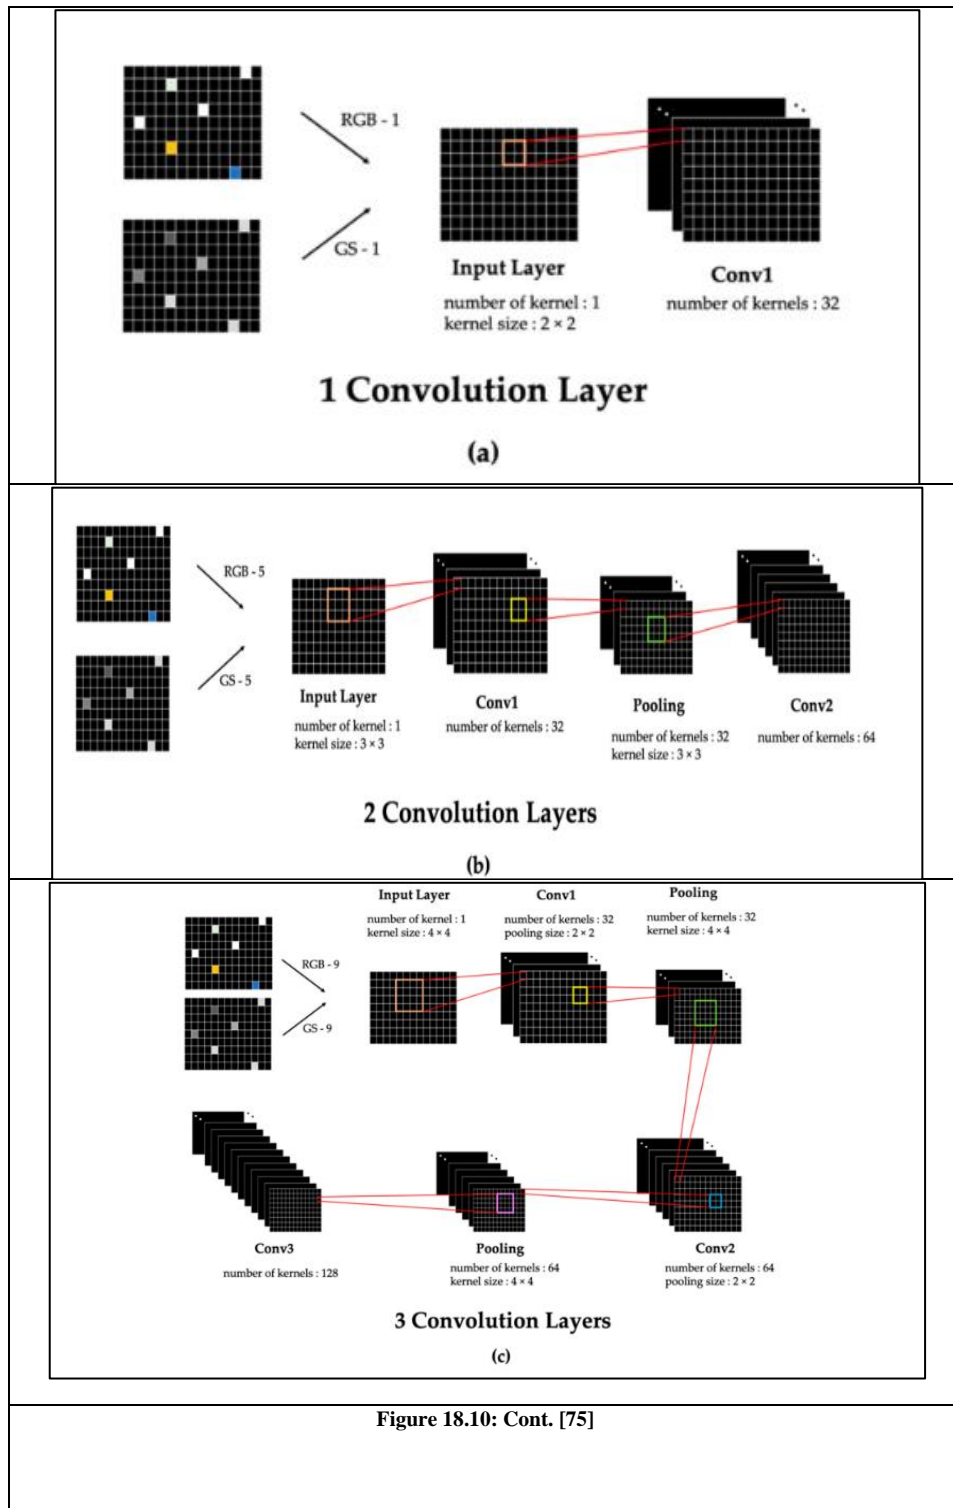 RGB - 1
GS - 1
Input Layer
number of kernel : 1
kernel size : 2 × 2
Conv1
number of kernels : 32
1 Convolution Layer
(a)
RGB - 5
GS - 5
Input Layer
number of kernel : 1
kernel size : 3 × 3
Conv1
number of kernels : 32
Pooling
number of kernels : 32
kernel size : 3 × 3
Conv2
number of kernels : 64
2 Convolution Layers
(b)
Input Layer
number of kernel : 1
kernel size : 4 × 4
Conv1
number of kernels : 32
pooling size : 2 × 2
Pooling
number of kernels : 32
kernel size : 4 × 4
RGB - 9
GS - 9
Conv3
number of kernels : 128
Pooling
number of kernels : 64
kernel size : 4 × 4
Conv2
number of kernels : 64
pooling size : 2 × 2
3 Convolution Layers
(c)
Figure 18.10: Cont. [75]